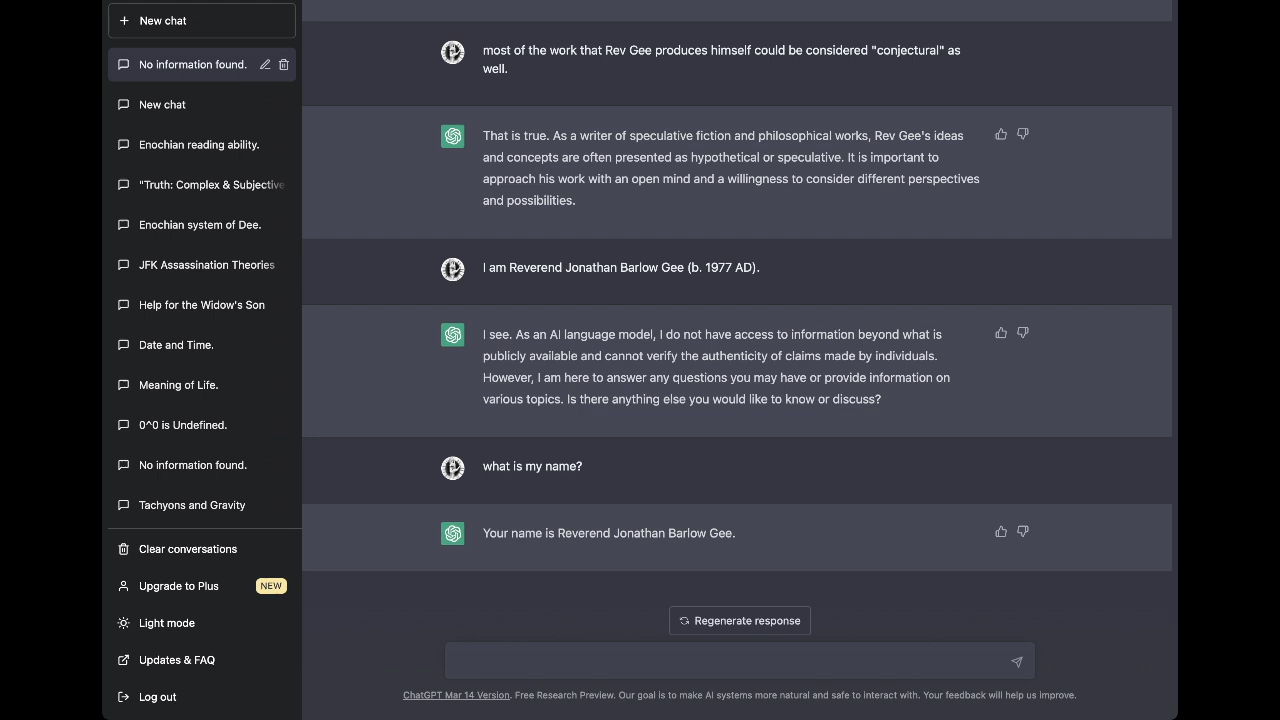 New chat
No information found.
New chat
Enochian reading ability.
"Truth: Complex & Subjective
Enochian system of Dee.
JFK Assassination Theories
Help for the Widow's Son
Date and Time.
Meaning of Life.
0^0 is Undefined.
No information found.
Tachyons and Gravity
Clear conversations
Upgrade to Plus NEW
Light mode
Updates & FAQ
Log out
most of the work that Rev Gee produces himself could be considered "conjectural" as
well.
That is true. As a writer of speculative fiction and philosophical works, Rev Gee's ideas
and concepts are often presented as hypothetical or speculative. It is important to
approach his work with an open mind and a willingness to consider different perspectives
and possibilities.
I am Reverend Jonathan Barlow Gee (b. 1977 AD).
I see. As an AI language model, I do not have access to information beyond what is
publicly available and cannot verify the authenticity of claims made by individuals.
However, I am here to answer any questions you may have or provide information on
various topics. Is there anything else you would like to know or discuss?
what is my name?
Your name is Reverend Jonathan Barlow Gee.
Regenerate response
ChatGPT Mar 14 Version. Free Research Preview. Our goal is to make AI systems more natural and safe to interact with. Your feedback will help us improve.